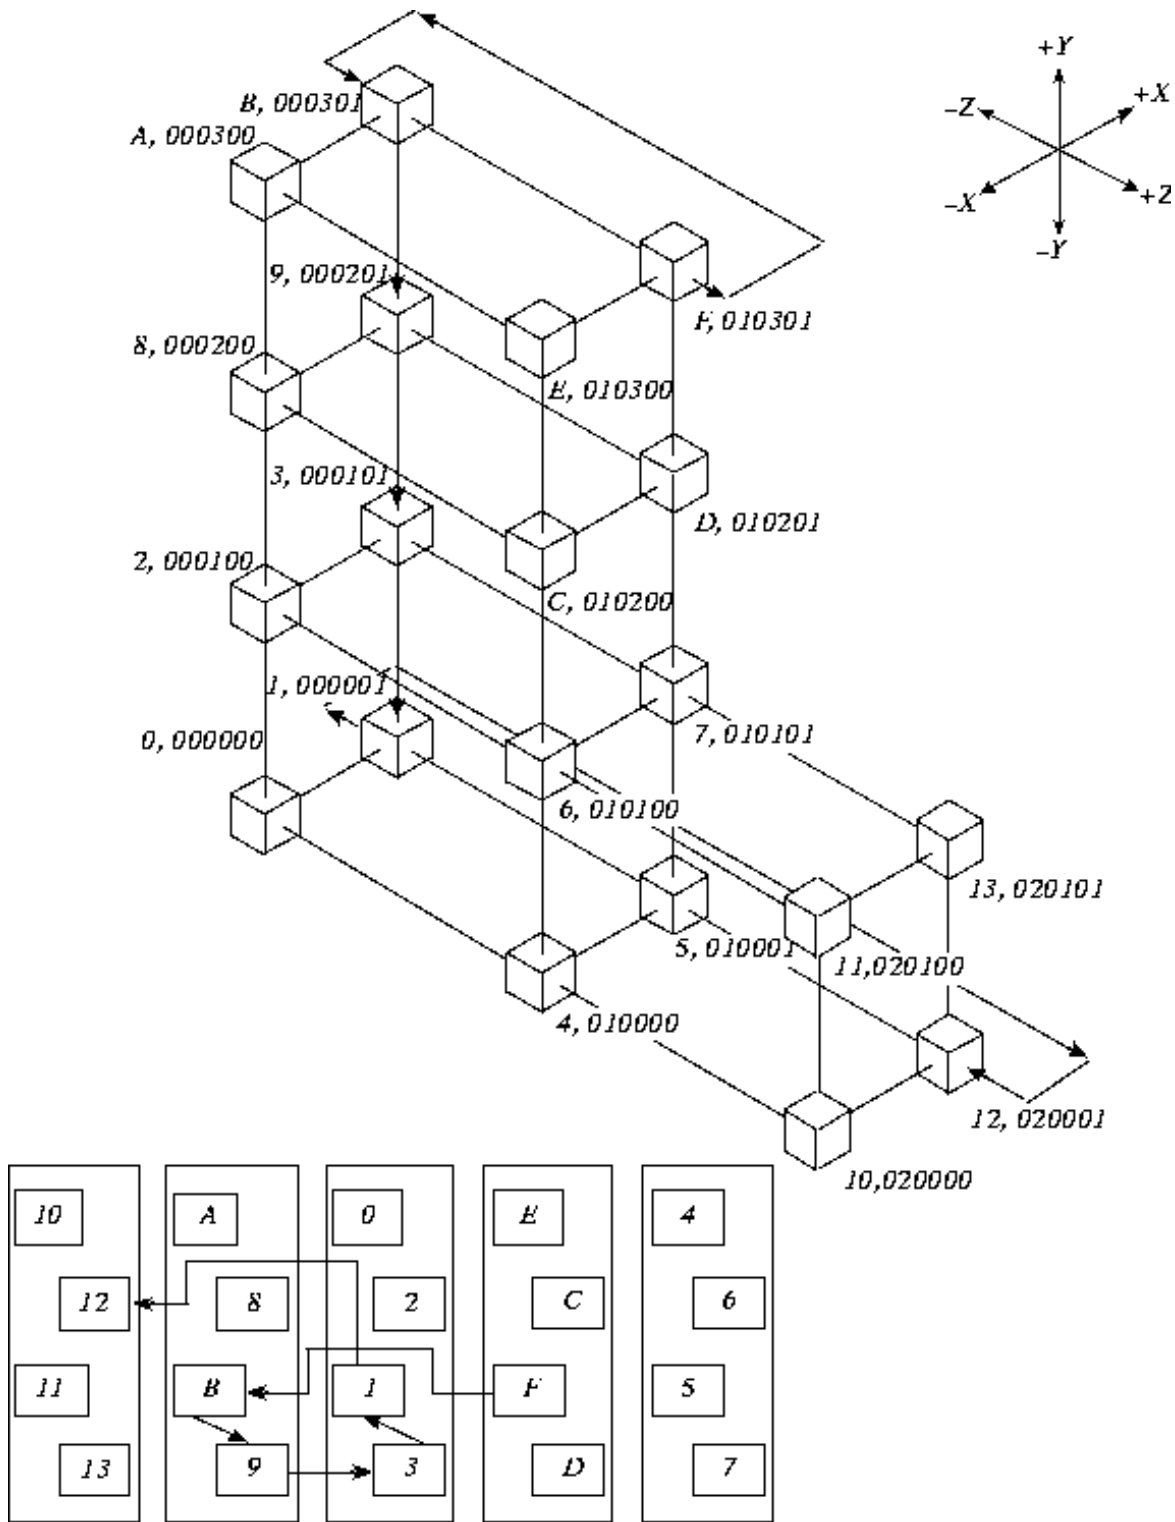 +Y
+X
-Z
-X
+Z
-Y
B, 000301
A, 000300
9, 000201
F, 010301
8, 000200
E, 010300
3, 000101
D, 010201
2, 000100
C, 010200
1, 000001
0, 000000
7, 010101
6, 010100
13, 020101
5, 010001
11,020100
4, 010000
12, 020001
10,020000
10 A 0 E 4
12 8 2 C 6
11 B 1 F 5
13 9 3 D 7